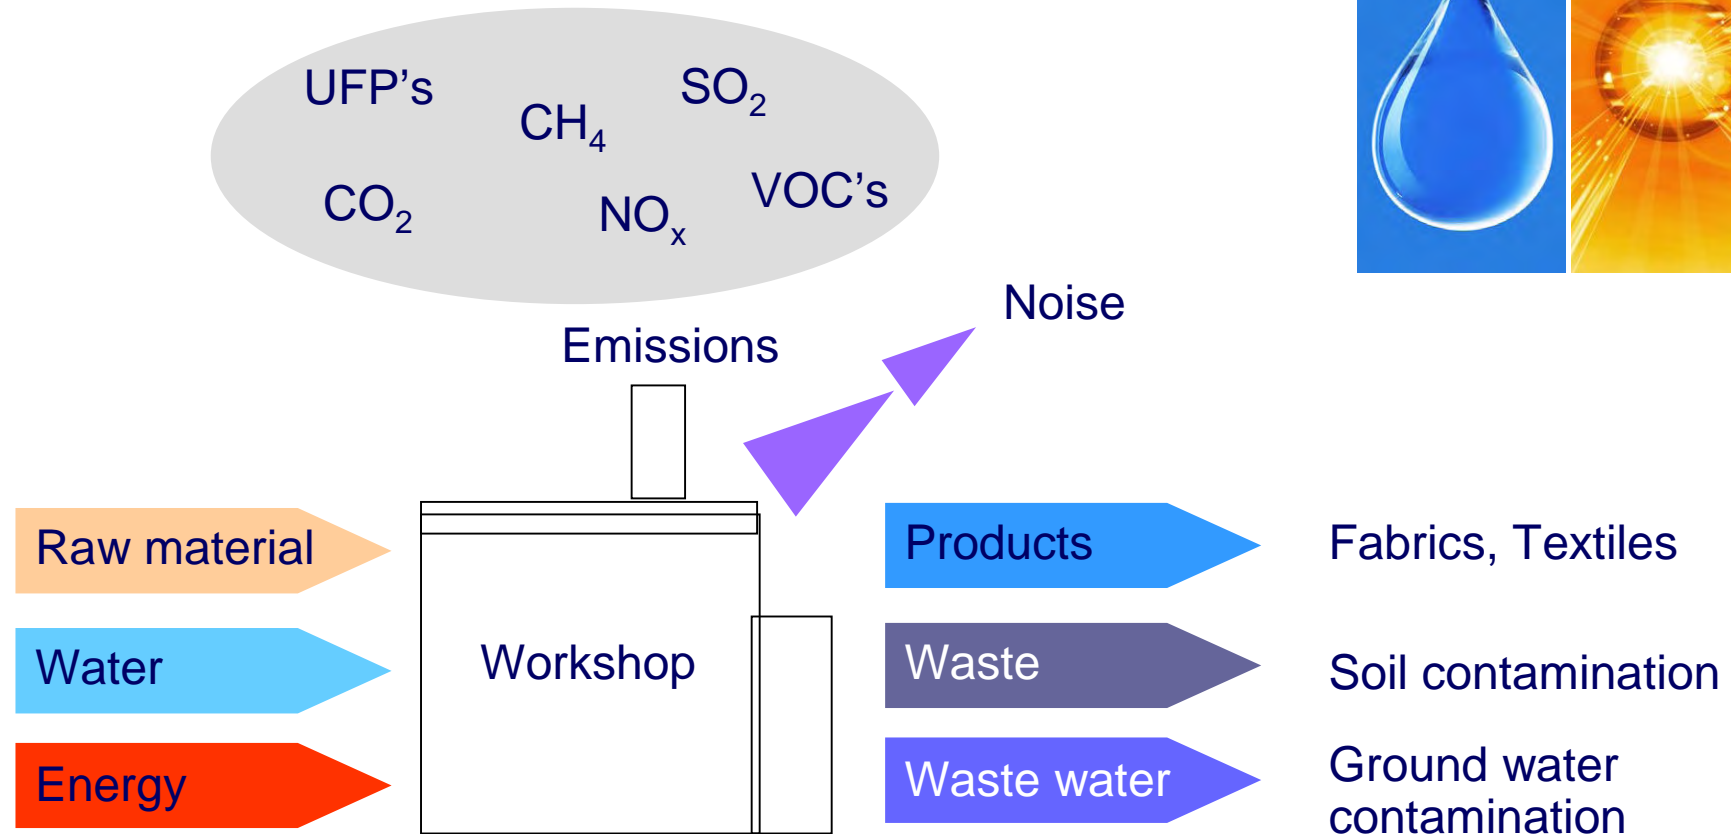 UFP's
CH₄
SO₂
CO₂
NOₓ
VOC's
Noise
Emissions
Raw material
Products
Fabrics, Textiles
Water
Workshop
Waste
Soil contamination
Energy
Waste water
Ground water
contamination